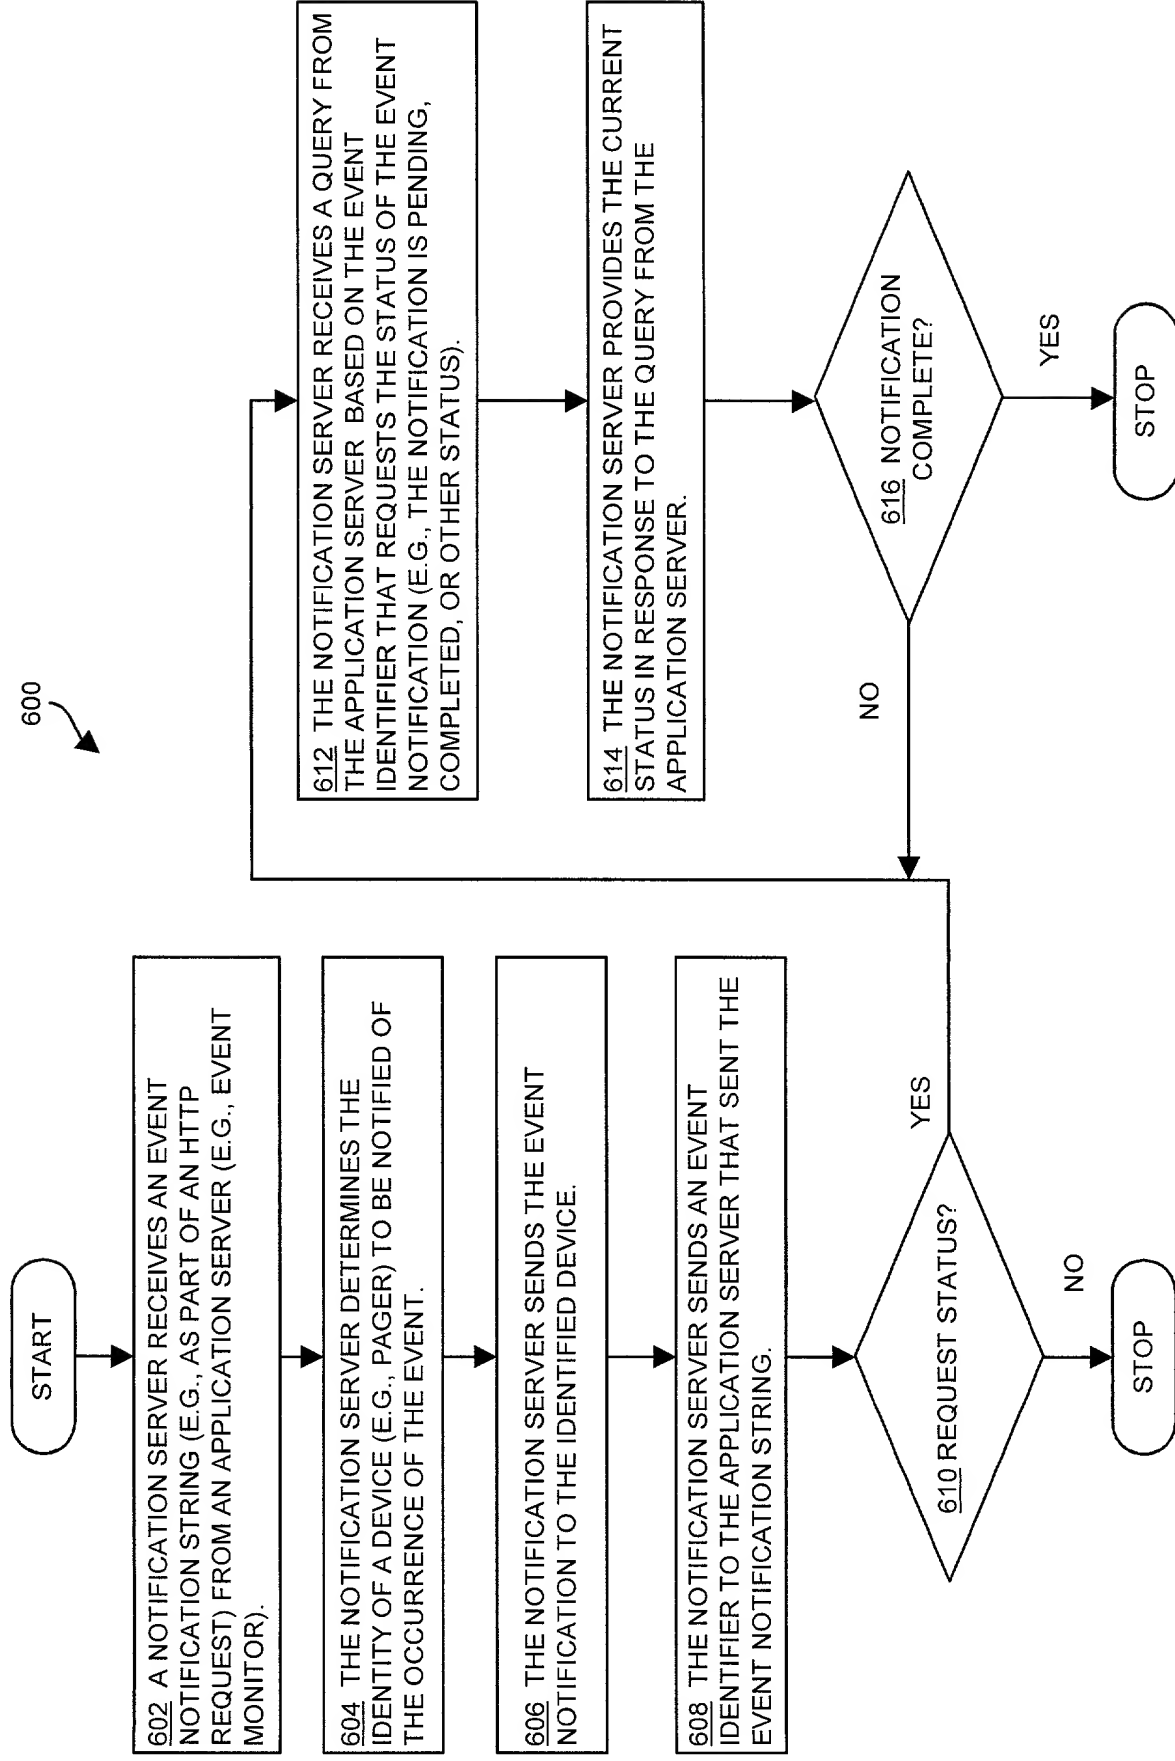 600
START
602 A NOTIFICATION SERVER RECEIVES AN EVENT
NOTIFICATION STRING (E.G., AS PART OF AN HTTP
REQUEST) FROM AN APPLICATION SERVER (E.G., EVENT
MONITOR).
604 THE NOTIFICATION SERVER DETERMINES THE
IDENTITY OF A DEVICE (E.G., PAGER) TO BE NOTIFIED OF
THE OCCURRENCE OF THE EVENT.
606 THE NOTIFICATION SERVER SENDS THE EVENT
NOTIFICATION TO THE IDENTIFIED DEVICE.
608 THE NOTIFICATION SERVER SENDS AN EVENT
IDENTIFIER TO THE APPLICATION SERVER THAT SENT THE
EVENT NOTIFICATION STRING.
610 REQUEST STATUS?
YES
NO
STOP
612 THE NOTIFICATION SERVER RECEIVES A QUERY FROM
THE APPLICATION SERVER BASED ON THE EVENT
IDENTIFIER THAT REQUESTS THE STATUS OF THE EVENT
NOTIFICATION (E.G., THE NOTIFICATION IS PENDING,
COMPLETED, OR OTHER STATUS).
614 THE NOTIFICATION SERVER PROVIDES THE CURRENT
STATUS IN RESPONSE TO THE QUERY FROM THE
APPLICATION SERVER.
616 NOTIFICATION
COMPLETE?
NO
YES
STOP